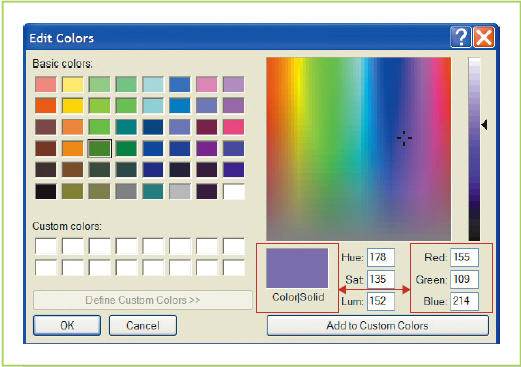 Edit Colors
Basic colors:
Custom colors:
Define Custom Colors >>
OK
Cancel
Color|Solid
Hue: 178
Sat: 135
Lum: 152
Red: 155
Green: 109
Blue: 214
Add to Custom Colors